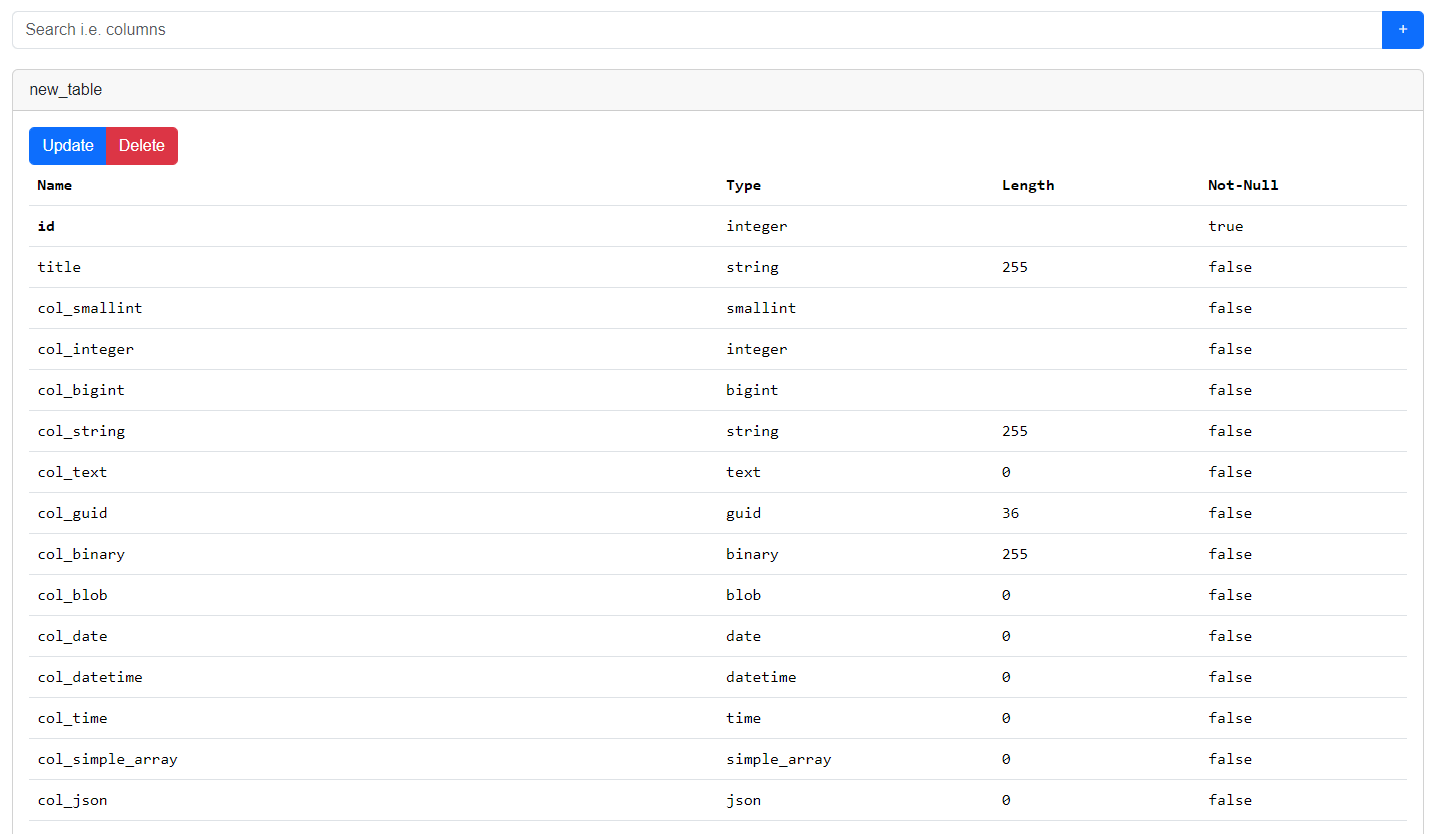 Search i.e. columns +
new_table
Update Delete
Name Type Length Not-Null
id integer true
title string 255 false
col_smallint smallint false
col_integer integer false
col_bigint bigint false
col_string string 255 false
col_text text 0 false
col_guid guid 36 false
col_binary binary 255 false
col_blob blob 0 false
col_date date 0 false
col_datetime datetime 0 false
col_time time 0 false
col_simple_array simple_array 0 false
col_json json 0 false